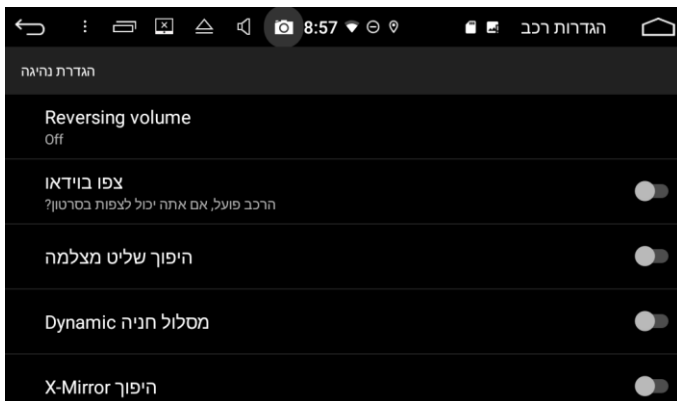 8:57
הגדרות רכב
הגדרת נהיגה
Reversing volume
Off
צפו בוידאו
הרכב פועל, אם אתה יכול לצפות בסרטון?
היפוך שליט מצלמה
מסלול חניה Dynamic
היפוך X-Mirror